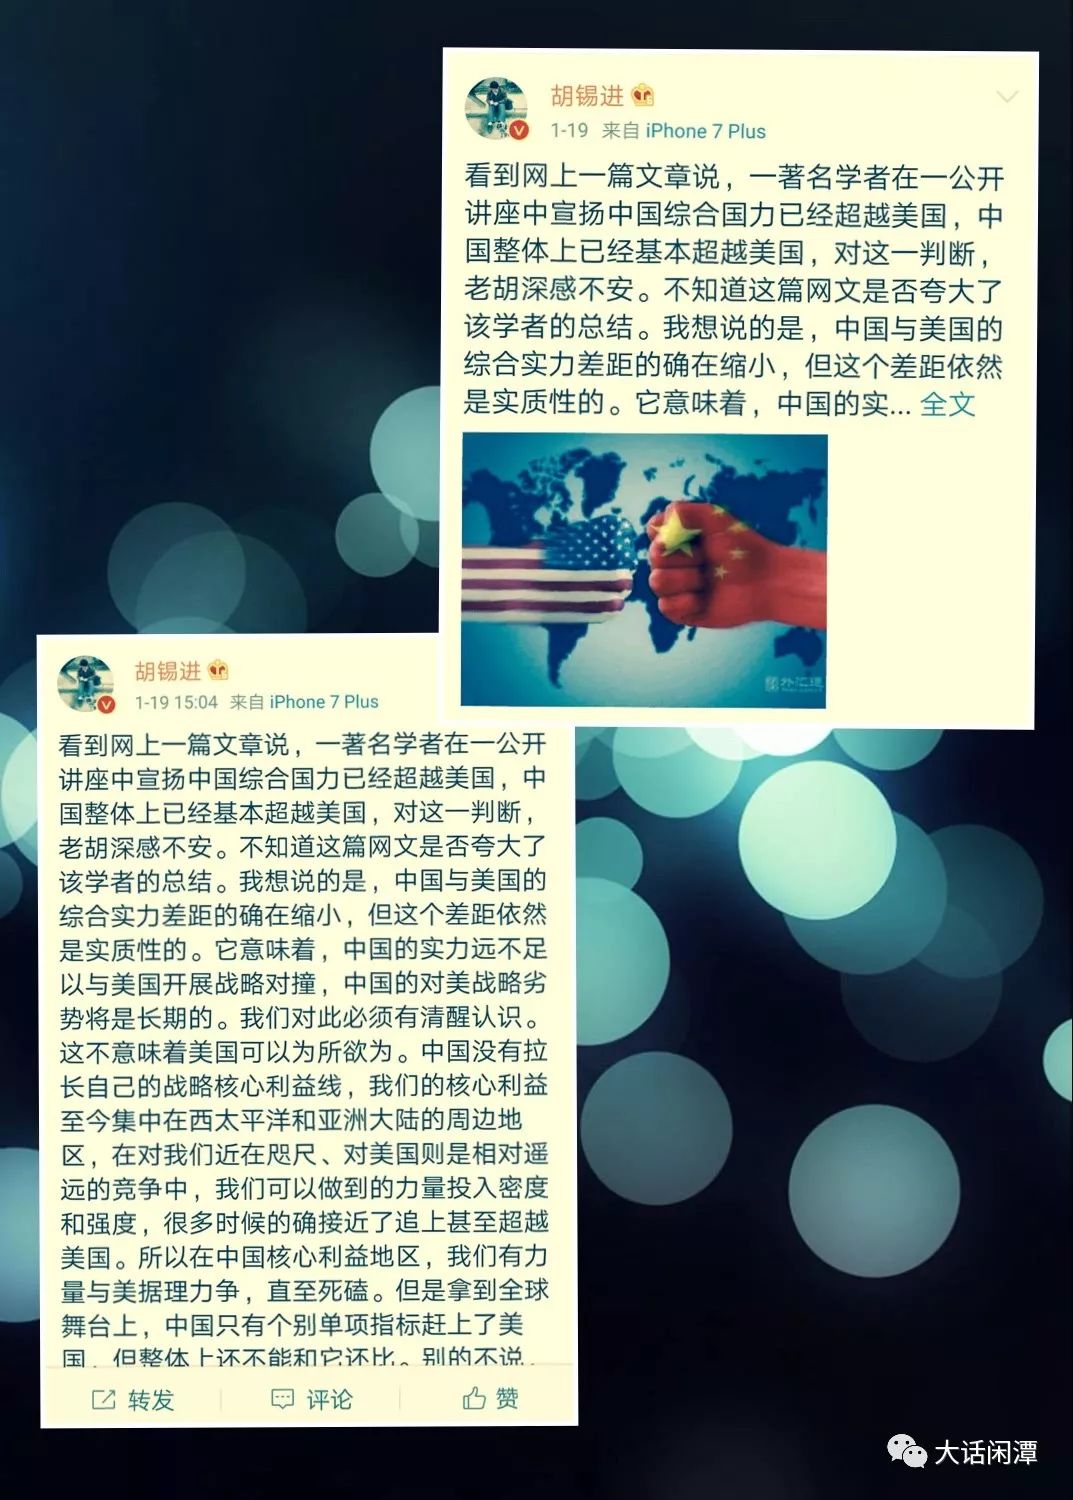 胡锡进
1-19 来自 iPhone 7 Plus
看到网上一篇文章说，一著名学者在一公开
讲座中宣扬中国综合国力已经超越美国，中
国整体上已经基本超越美国，对这一判断，
老胡深感不安。不知道这篇网文是否夸大了
该学者的总结。我想说的是，中国与美国的
综合实力差距的确在缩小，但这个差距依然
是实质性的。它意味着，中国的实... 全文
胡锡进
1-19 15:04 来自 iPhone 7 Plus
看到网上一篇文章说，一著名学者在一公开
讲座中宣扬中国综合国力已经超越美国，中
国整体上已经基本超越美国，对这一判断，
老胡深感不安。不知道这篇网文是否夸大了
该学者的总结。我想说的是，中国与美国的
综合实力差距的确在缩小，但这个差距依然
是实质性的。它意味着，中国的实力远不足
以与美国开展战略对撞，中国的对美战略劣
势将是长期的。我们对此必须有清醒认识。
这不意味着美国可以为所欲为。中国没有拉
长自己的战略核心利益线，我们的核心利益
至今集中在西太平洋和亚洲大陆的周边地
区，在对我们近在咫尺、对美国则是相对遥
远的竞争中，我们可以做到的力量投入密度
和强度，很多时候的确接近了追上甚至超越
美国。所以在中国核心利益地区，我们有力
量与美据理力争，直至死磕。但是拿到全球
舞台上，中国只有个别单项指标赶上了美
国，但整体上还不能和它还比。别的不说，
转发 评论 赞
大话闲潭